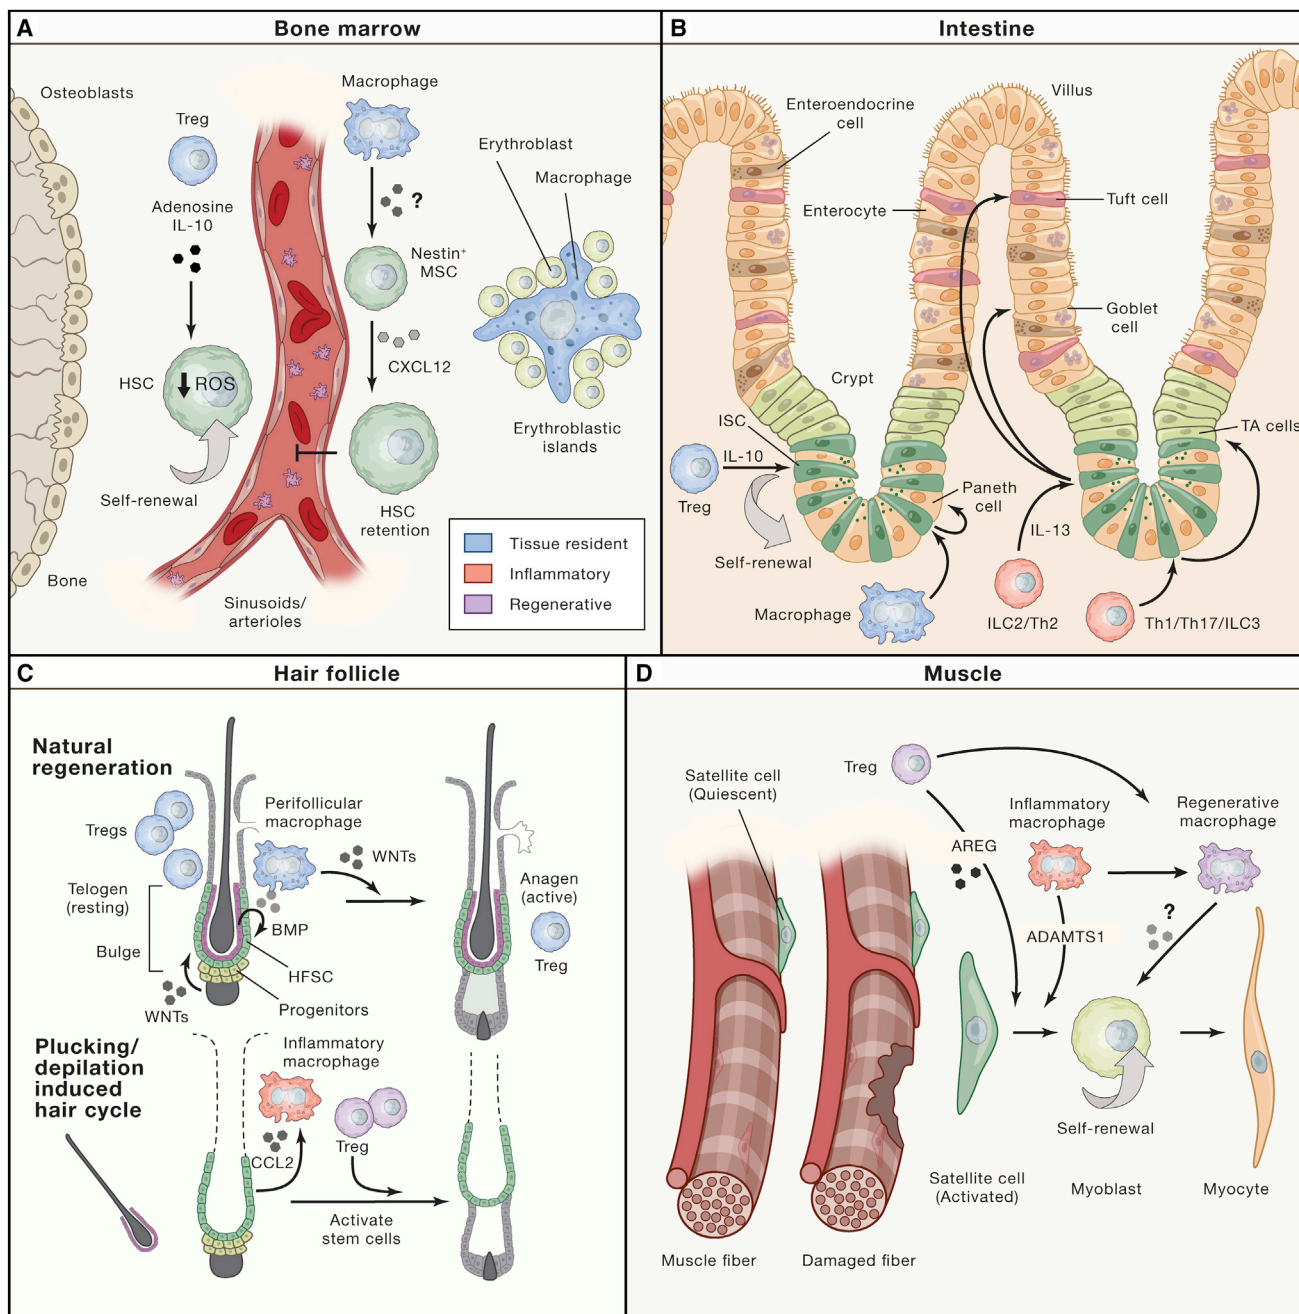 A
Bone marrow
Osteoblasts
Treg
Adenosine
IL-10
HSC
ROS
Self-renewal
Bone
Sinusoids/
arterioles
Macrophage
?
Nestin⁺
MSC
CXCL12
HSC
retention
Erythroblast
Macrophage
Erythroblastic
islands
Tissue resident
Inflammatory
Regenerative
B
Intestine
Enteroendocrine
cell
Villus
Enterocyte
Tuft cell
Goblet
cell
Crypt
ISC
IL-10
Treg
Self-renewal
Paneth
cell
TA cells
IL-13
Macrophage
ILC2/Th2
Th1/Th17/ILC3
C
Hair follicle
Natural
regeneration
Tregs
Perifollicular
macrophage
WNTs
Telogen
(resting)
Bulge
BMP
HFSC
Progenitors
WNTs
Anagen
(active)
Treg
Plucking/
depilation
induced
hair cycle
Inflammatory
macrophage
CCL2
Treg
Activate
stem cells
D
Muscle
Satellite cell
(Quiescent)
Treg
AREG
Inflammatory
macrophage
Regenerative
macrophage
ADAMTS1
?
Self-renewal
Satellite cell
(Activated)
Myoblast
Myocyte
Muscle fiber
Damaged fiber